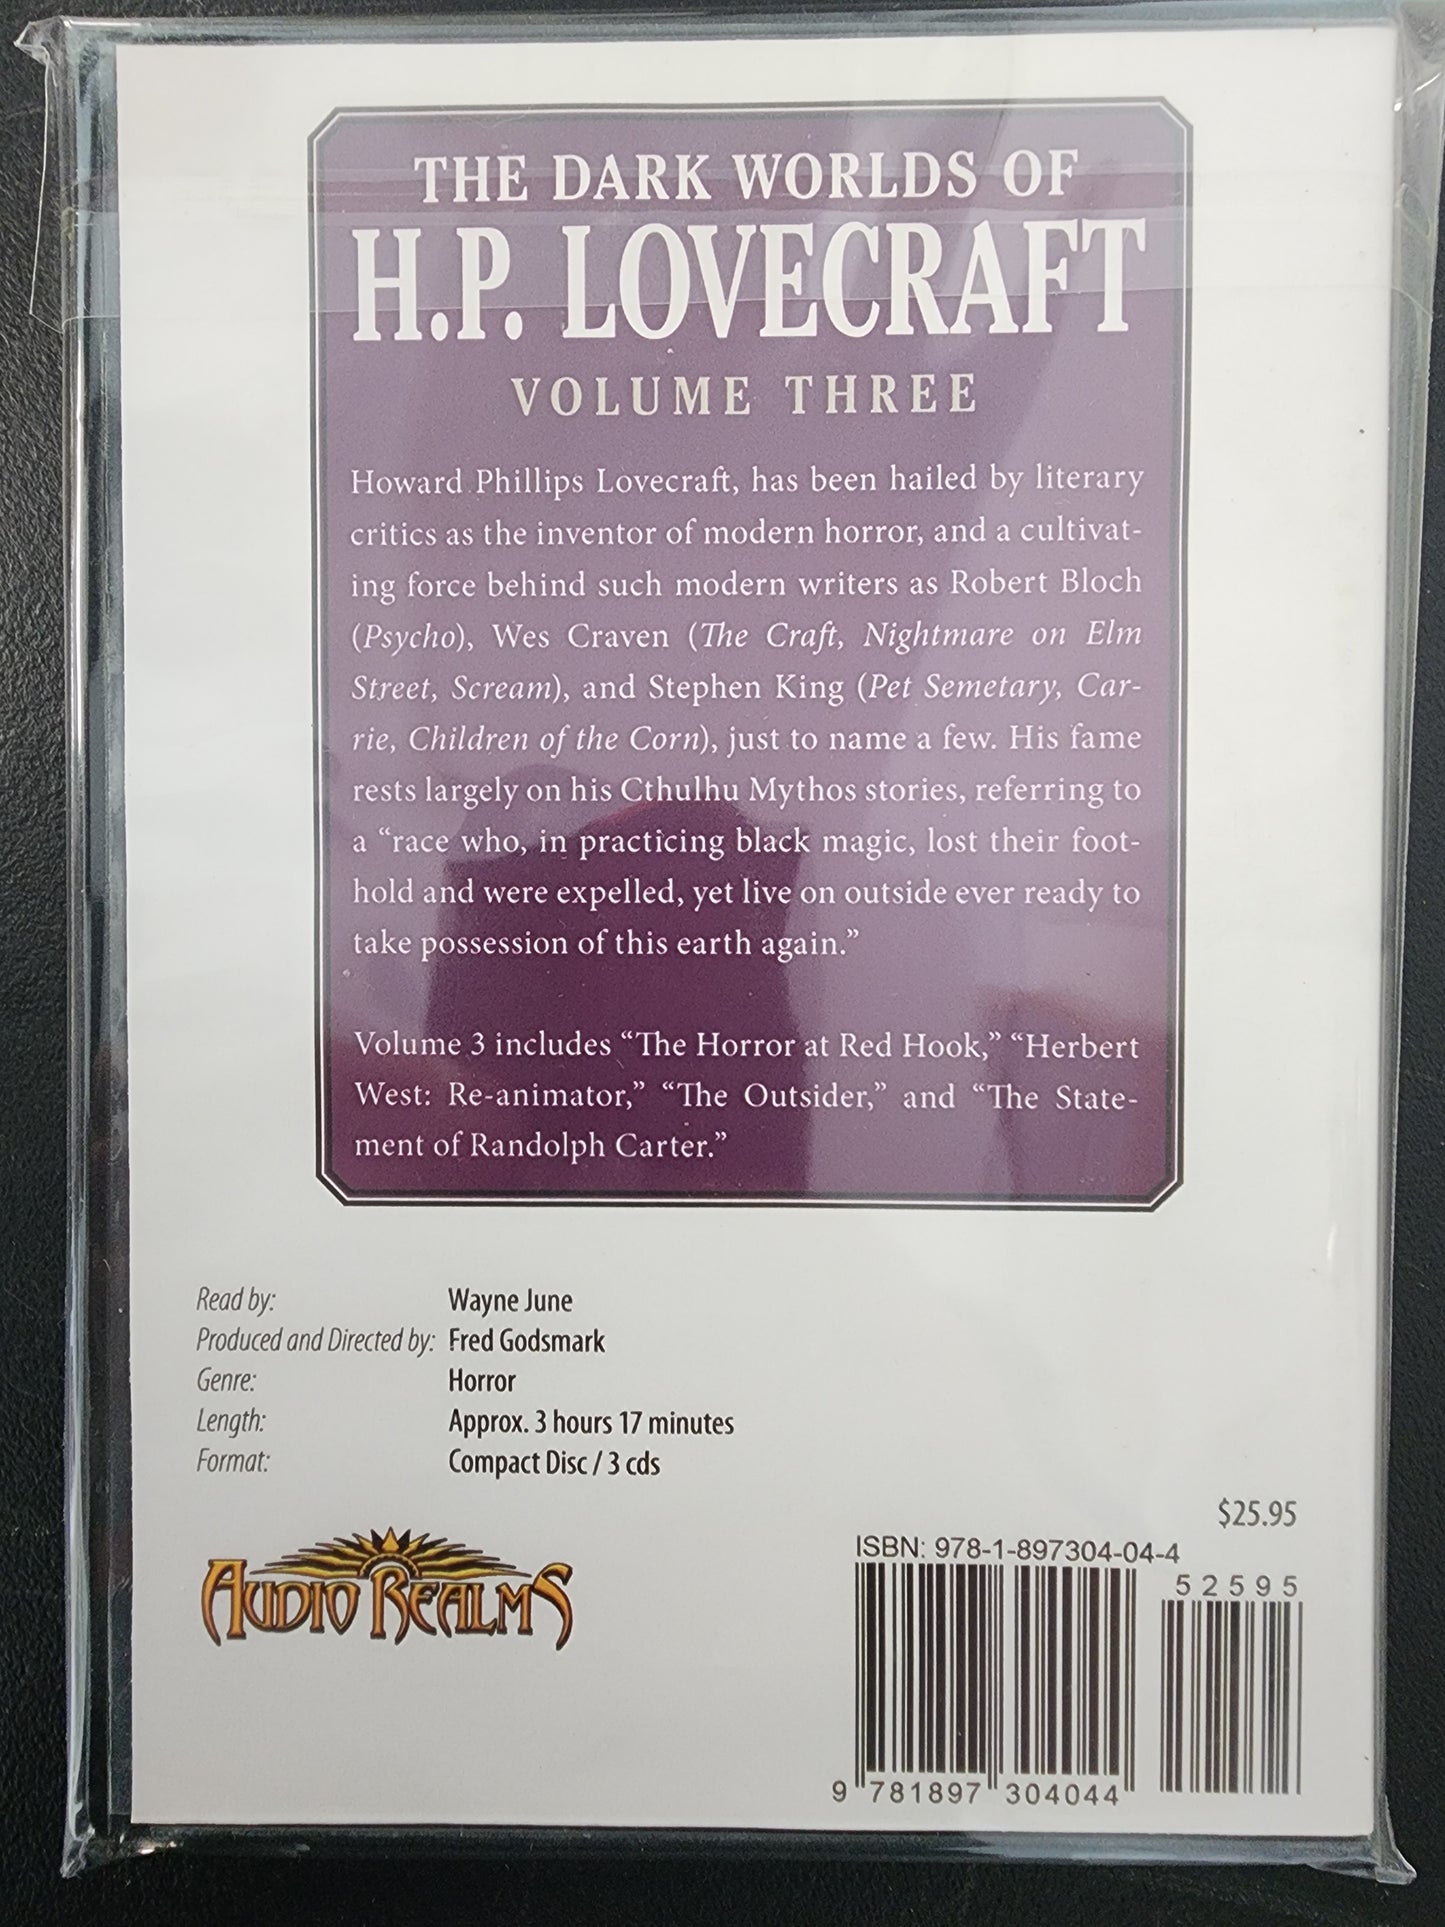 THE DARK WORLDS OF
H.P. LOVECRAFT
VOLUME THREE
Howard Phillips Lovecraft, has been hailed by literary
critics as the inventor of modern horror, and a cultivat-
ing force behind such modern writers as Robert Bloch
(Psycho), Wes Craven (The Craft, Nightmare on Elm
Street, Scream), and Stephen King (Pet Semetary, Car-
rie, Children of the Corn), just to name a few. His fame
rests largely on his Cthulhu Mythos stories, referring to
a “race who, in practicing black magic, lost their foot-
hold and were expelled, yet live on outside ever ready to
take possession of this earth again.”
Volume 3 includes “The Horror at Red Hook,” “Herbert
West: Re-animator,” “The Outsider,” and “The State-
ment of Randolph Carter.”
Read by: Wayne June
Produced and Directed by: Fred Godsmark
Genre: Horror
Length: Approx. 3 hours 17 minutes
Format: Compact Disc / 3 cds
AUDIO REALMS
$25.95
ISBN: 978-1-897304-04-4
52595
9 781897 304044